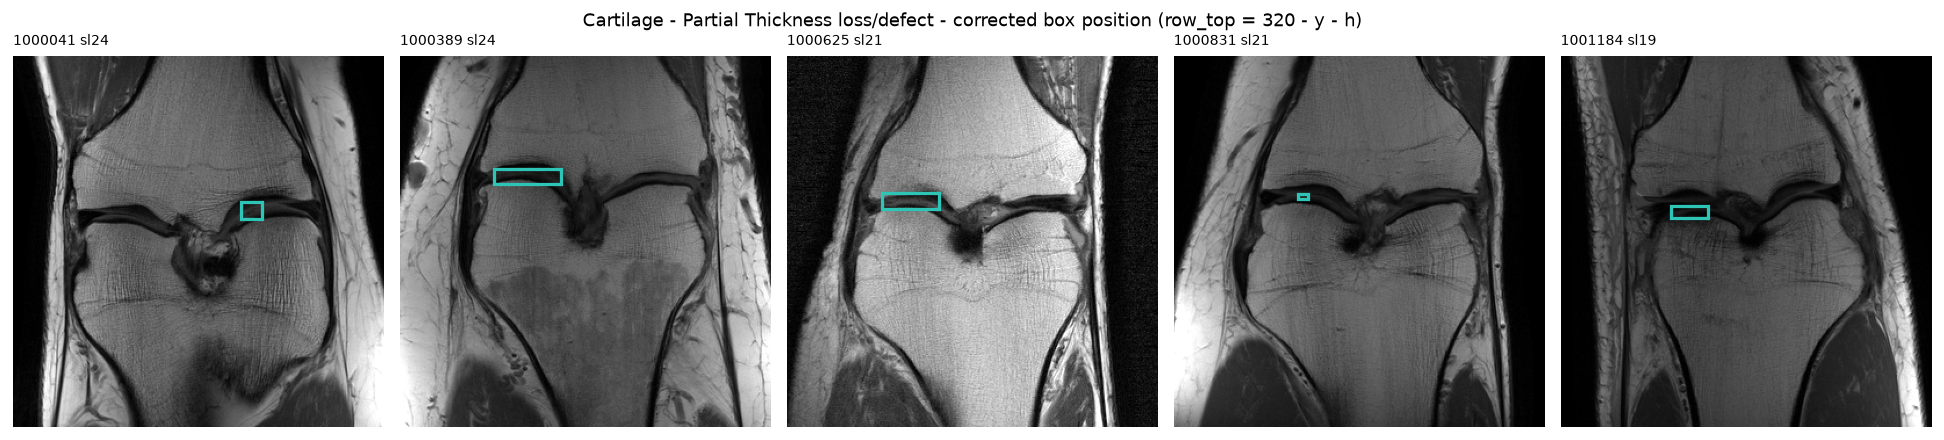 Cartilage - Partial Thickness loss/defect - corrected box position (row_top = 320 - y - h)
1000041 sl24
1000389 sl24
1000625 sl21
1000831 sl21
1001184 sl19